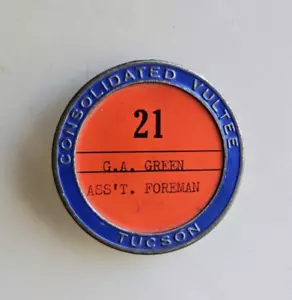 CONSOLIDATED VULTEE
21
G.A. GREEN
ASS'T. FOREMAN
TUCSON